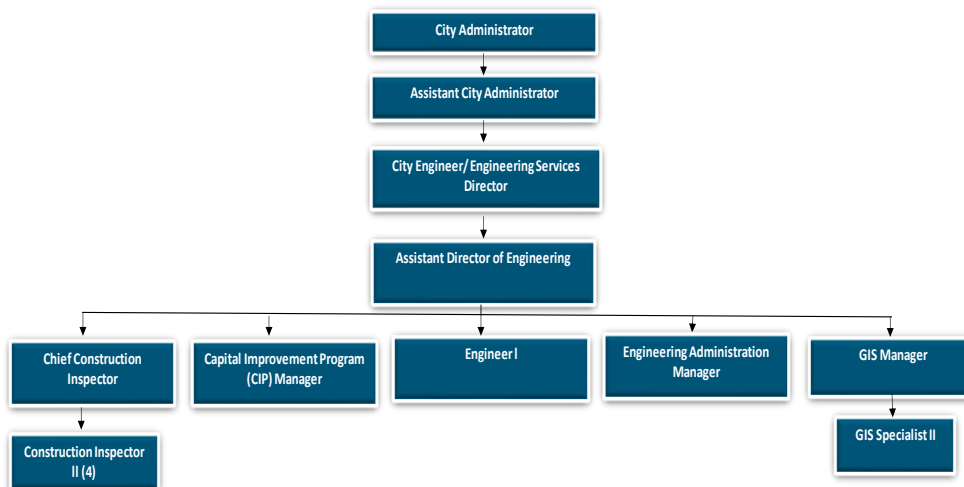 City Administrator
Assistant City Administrator
City Engineer/ Engineering Services
Director
Assistant Director of Engineering
Chief Construction
Inspector
Capital Improvement Program
(CIP) Manager
Engineer I
Engineering Administration
Manager
GIS Manager
Construction Inspector
II (4)
GIS Specialist II